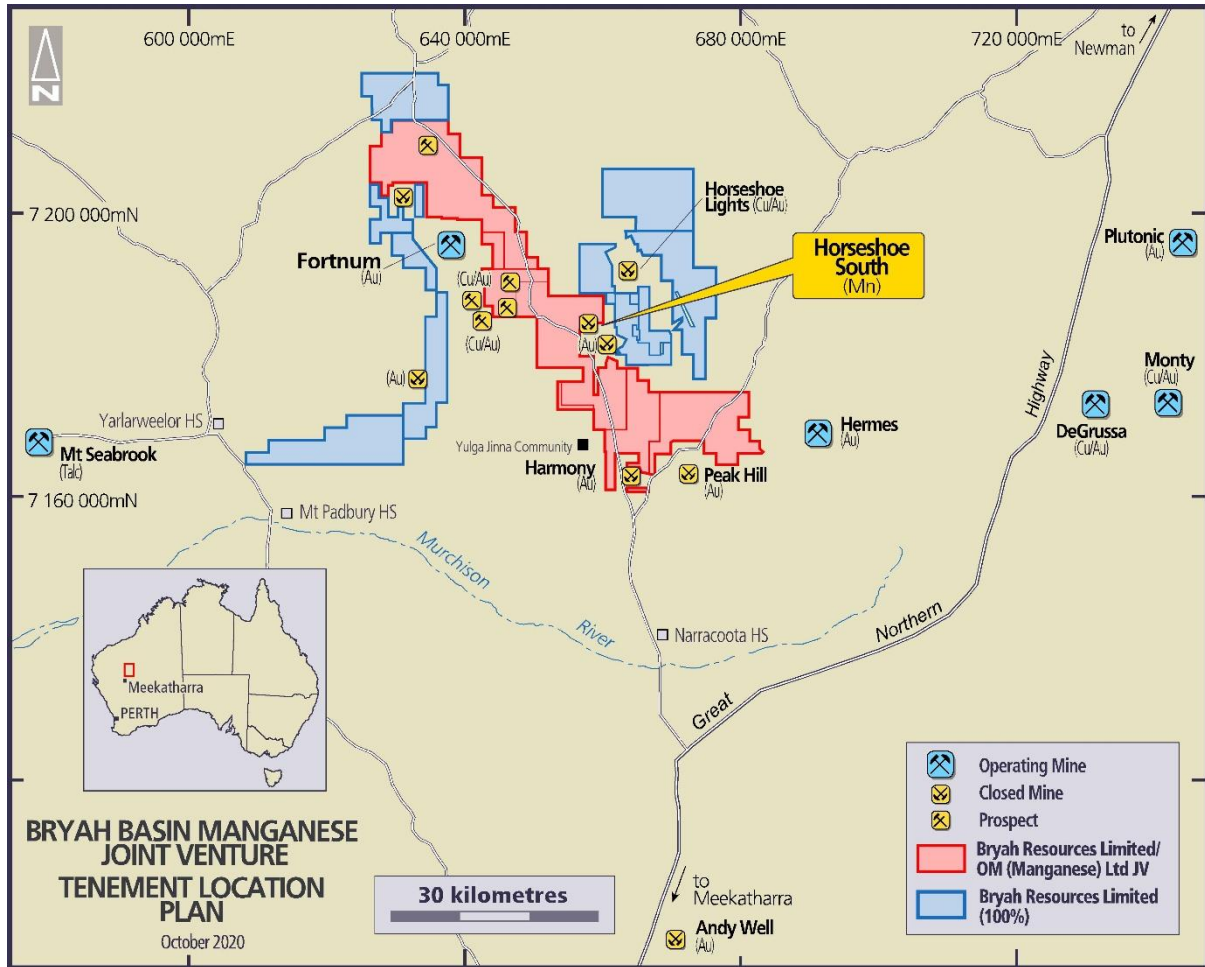 600 000mE
640 000mE
680 000mE
720 000mE
to
Newman
N
7 200 000mN
Horseshoe
Lights (Cu/Au)
Horseshoe
South
(Mn)
Plutonic
(Au)
Fortnum
(Au)
(Cu/Au)
(Cu/Au)
(Au)
(Au)
Highway
Monty
(Cu/Au)
DeGrussa
(Cu/Au)
Yarlarweelor HS
Mt Seabrook
(Talc)
Yulga Jinna Community
Harmony
(Au)
Peak Hill
(Au)
Hermes
(Au)
7 160 000mN
Mt Padbury HS
Murchison
River
Narracoota HS
Northern
Great
Meekatharra
PERTH
BRYAH BASIN MANGANESE
JOINT VENTURE
TENEMENT LOCATION
PLAN
October 2020
30 kilometres
to
Meekatharra
Andy Well
(Au)
Operating Mine
Closed Mine
Prospect
Bryah Resources Limited/
OM (Manganese) Ltd JV
Bryah Resources Limited
(100%)